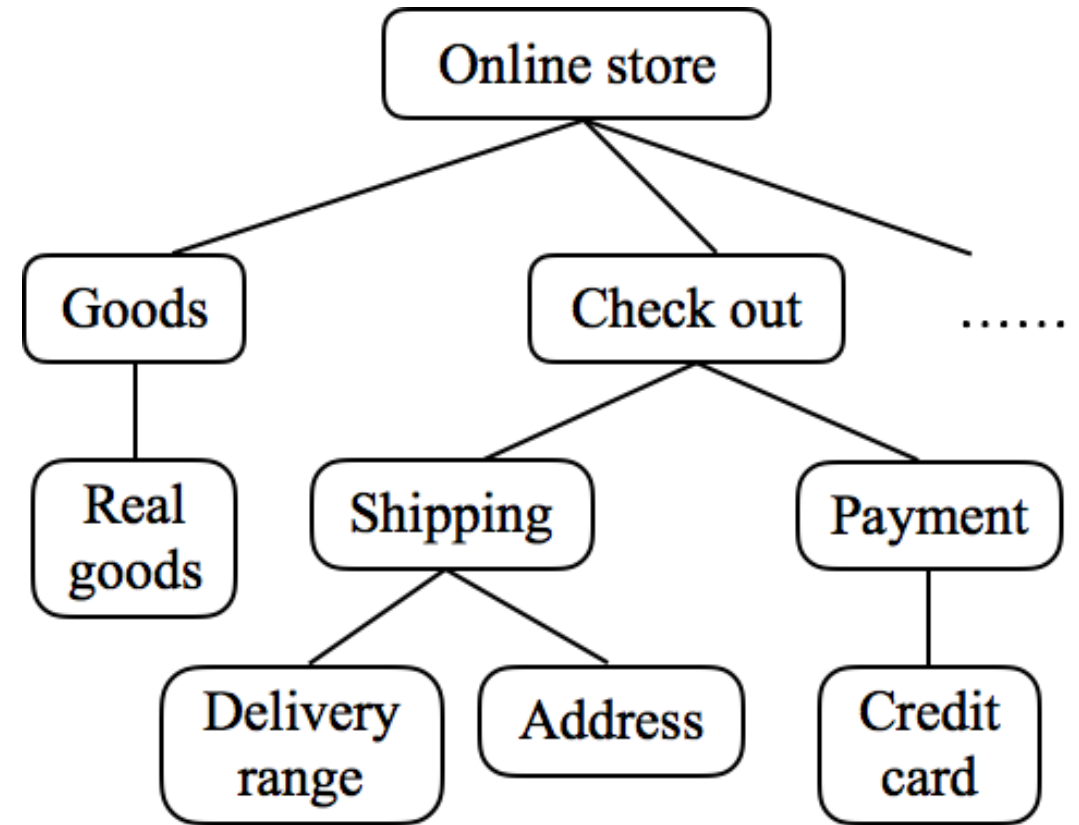 Online store
Goods
Check out
......
Real
goods
Shipping
Payment
Delivery
range
Address
Credit
card